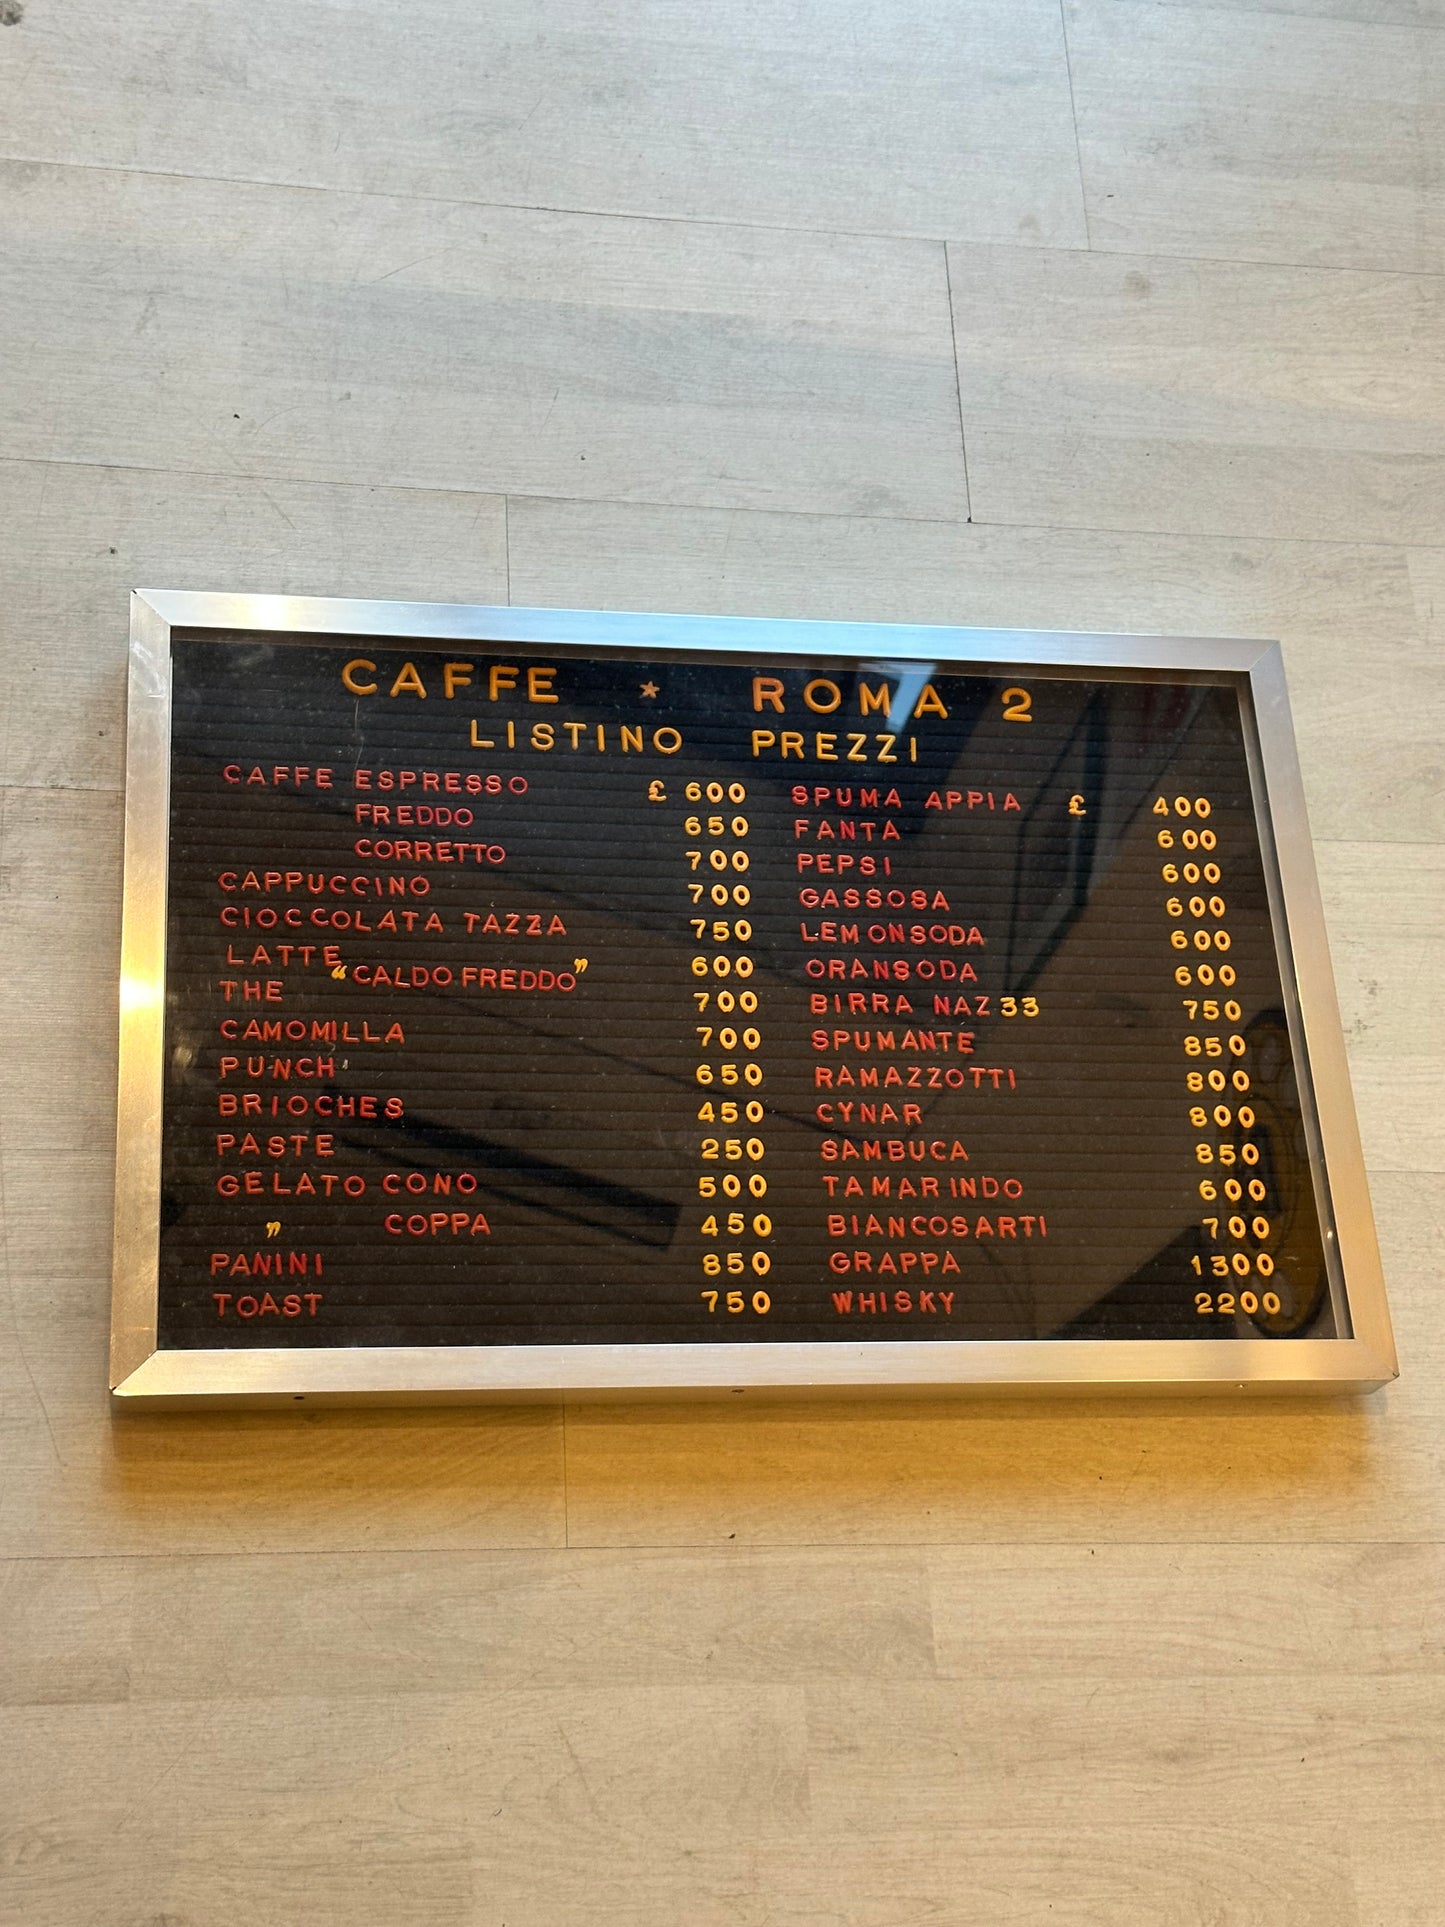 CAFFE ★ ROMA 2
LISTINO PREZZI
CAFFE ESPRESSO £ 600
FREDDO 650
CORRETTO 700
CAPPUCCINO 700
CIOCCOLATA TAZZA 750
LATTE "CALDO FREDDO" 600
THE 700
CAMOMILLA 700
PUNCH 650
BRIOCHES 450
PASTE 250
GELATO CONO 500
" COPPA 450
PANINI 850
TOAST 750
SPUMA APPIA £ 400
FANTA 600
PEPSI 600
GASSOSA 600
LEMONSODA 600
ORANSODA 600
BIRRA NAZ 33 750
SPUMANTE 850
RAMAZZOTTI 800
CYNAR 800
SAMBUCA 850
TAMARINDO 600
BIANCOSARTI 700
GRAPPA 1300
WHISKY 2200